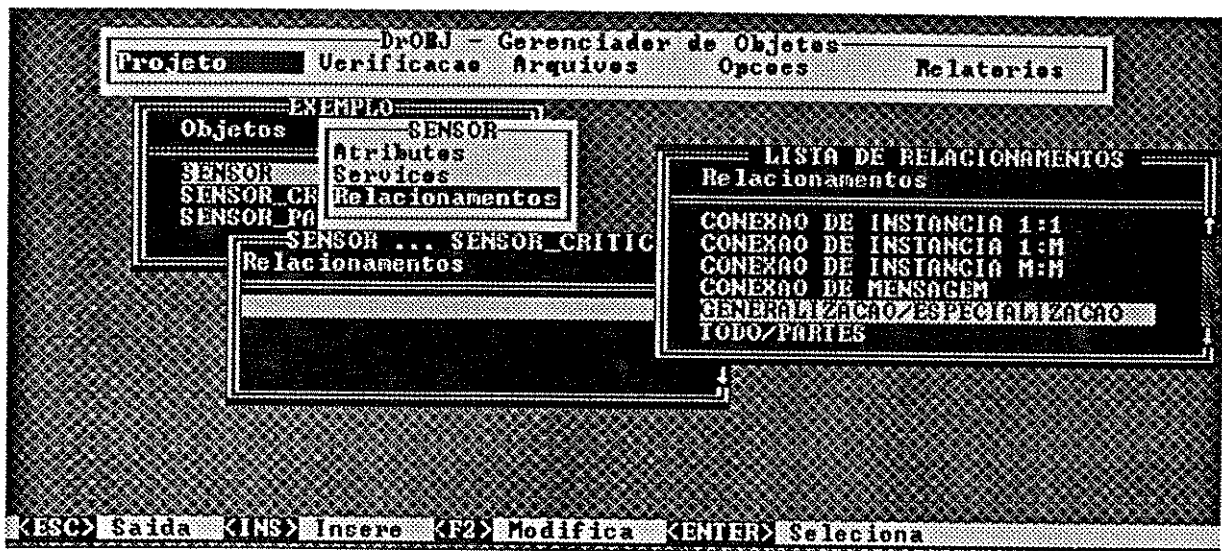 DrOBJ - Gerenciador de Objetos
Projeto Verificacao Arquivos Opcoes Relatorios
EXEMPLO
Objetos
SENSOR
SENSOR_CR
SENSOR_PA
SENSOR
Atributos
Servicos
Relacionamentos
SENSOR ... SENSOR_CRITIC
Relacionamentos
LISTA DE RELACIONAMENTOS
Relacionamentos
CONEXAO DE INSTANCIA 1:1
CONEXAO DE INSTANCIA 1:M
CONEXAO DE INSTANCIA M:M
CONEXAO DE MENSAGEM
GENERALIZACAO/ESPECIALIZACAO
TODO/PARTES
<ESC> Saida <INS> Insere <F2> Modifica <ENTER> Seleciona